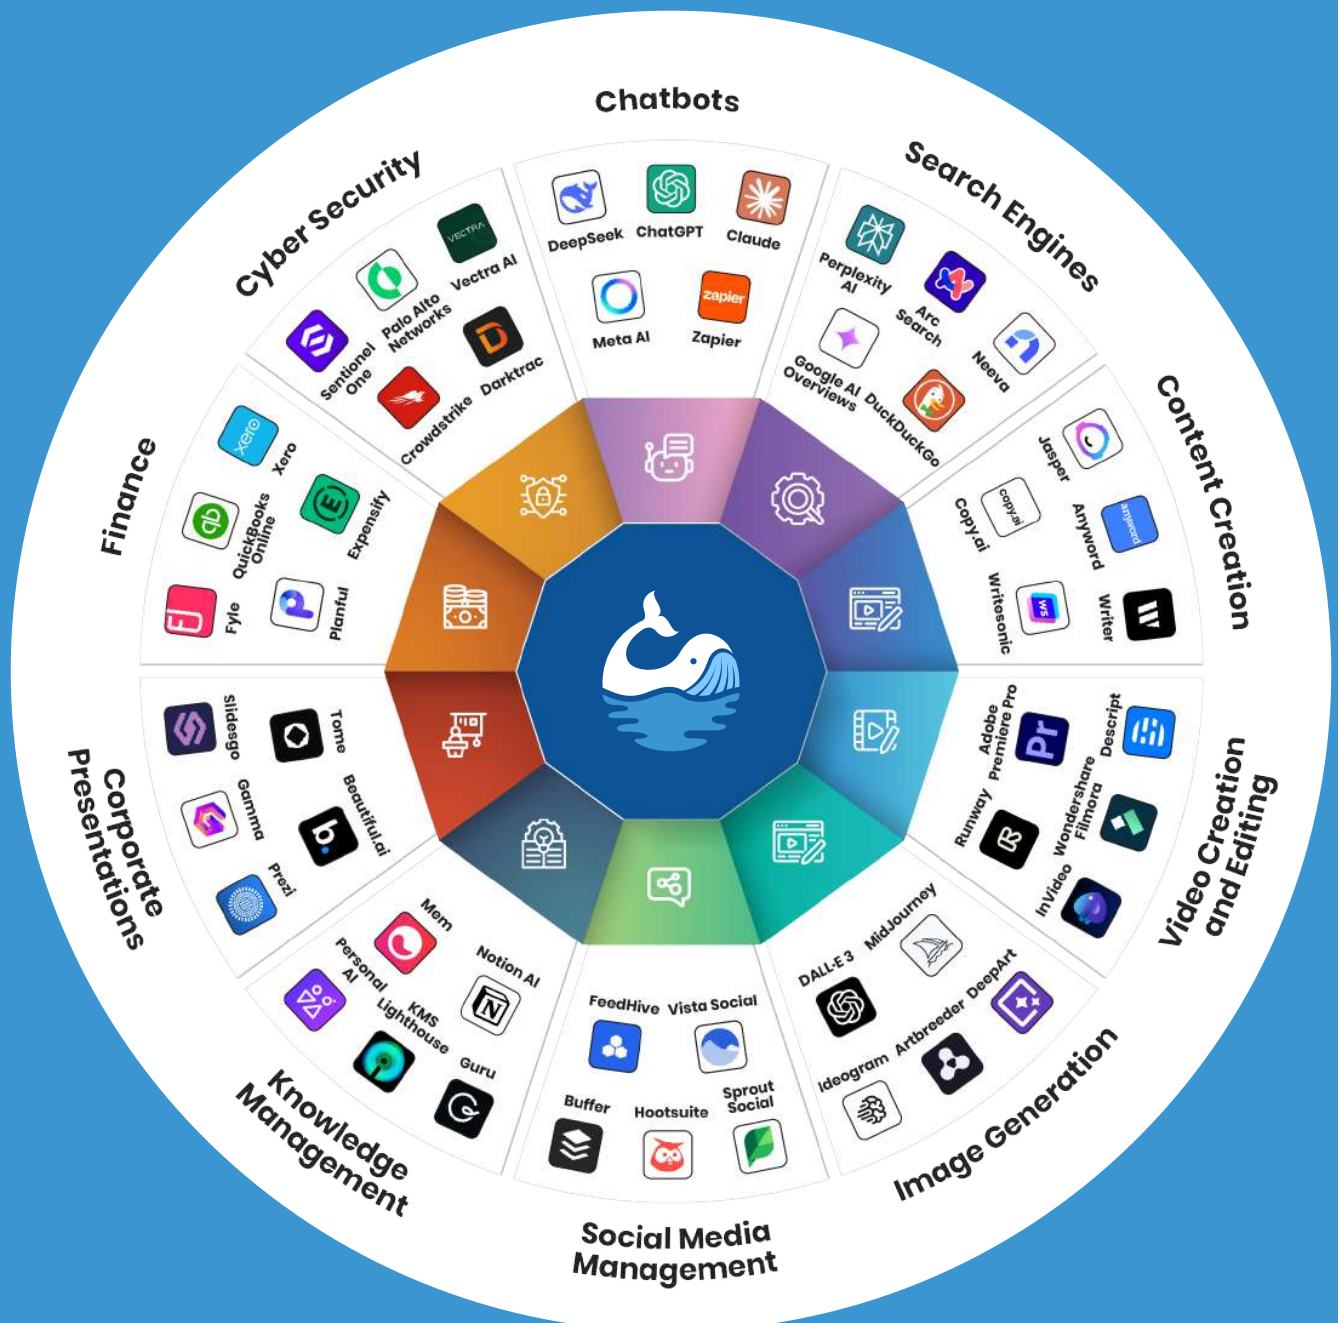 Chatbots
DeepSeek
ChatGPT
Claude
Meta AI
zapier
Zapier
Search Engines
Perplexity
AI
Arc
Search
Neeva
Google AI
Overviews
DuckDuckGo
Content Creation
Jasper
copy.ai
Copy.ai
anyword
Anyword
WS
Writesonic
Writer
Video Creation
and Editing
Adobe
Premiere Pro
Pr
Descript
Runway
Wondershare
Filmora
InVideo
Image Generation
DALL·E 3
MidJourney
Ideogram
Artbreeder
DeepArt
Social Media
Management
FeedHive
Vista Social
Buffer
Hootsuite
Sprout
Social
Knowledge
Management
Mem
Notion AI
Personal
AI
KMS
Lighthouse
Guru
Corporate
Presentations
Slidesgo
Tome
Gamma
Beautiful.ai
b.
Prezi
Finance
xero
Xero
qb
QuickBooks
Online
E
Expensify
Fyle
Planful
Cyber Security
VECTRA
Vectra AI
Palo Alto
Networks
Sentionel
One
D
Darktrac
Crowdstrike